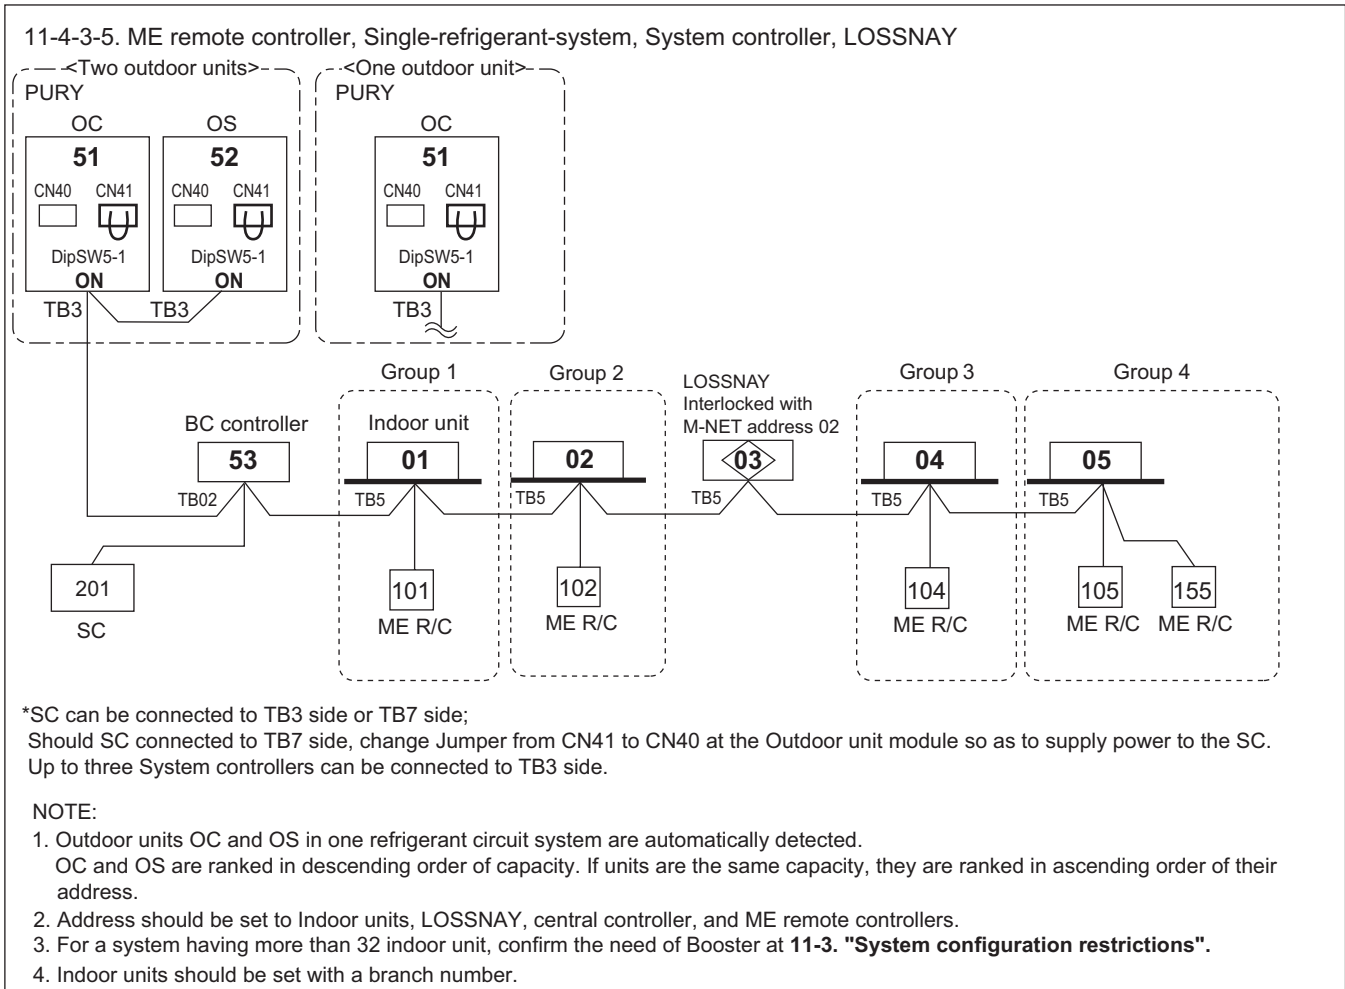 11-4-3-5. ME remote controller, Single-refrigerant-system, System controller, LOSSNAY
<Two outdoor units>
<One outdoor unit>
PURY
PURY
OC
OS
OC
51
52
51
CN40 CN41
CN40 CN41
CN40 CN41
DipSW5-1
DipSW5-1
DipSW5-1
ON
ON
ON
TB3
TB3
TB3
Group 1
Group 2
LOSSNAY
Interlocked with
M-NET address 02
Group 3
Group 4
BC controller
Indoor unit
53
01
02
03
04
05
TB02
TB5
TB5
TB5
TB5
TB5
201
SC
101
ME R/C
102
ME R/C
104
ME R/C
105
ME R/C
155
ME R/C
*SC can be connected to TB3 side or TB7 side;
Should SC connected to TB7 side, change Jumper from CN41 to CN40 at the Outdoor unit module so as to supply power to the SC.
Up to three System controllers can be connected to TB3 side.
NOTE:
1. Outdoor units OC and OS in one refrigerant circuit system are automatically detected.
OC and OS are ranked in descending order of capacity. If units are the same capacity, they are ranked in ascending order of their
address.
2. Address should be set to Indoor units, LOSSNAY, central controller, and ME remote controllers.
3. For a system having more than 32 indoor unit, confirm the need of Booster at 11-3. "System configuration restrictions".
4. Indoor units should be set with a branch number.